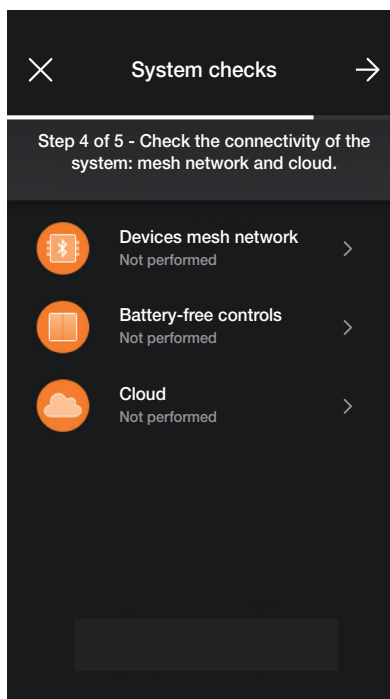 System checks
Step 4 of 5 - Check the connectivity of the
system: mesh network and cloud.
Devices mesh network
Not performed
Battery-free controls
Not performed
Cloud
Not performed